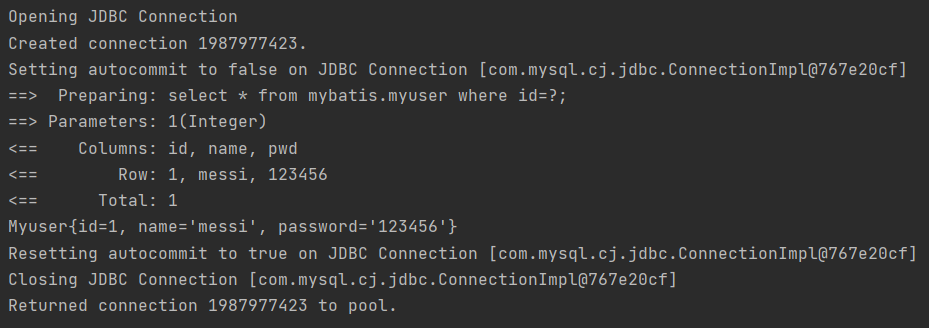 Opening JDBC Connection
Created connection 1987977423.
Setting autocommit to false on JDBC Connection [com.mysql.cj.jdbc.ConnectionImpl@767e20cf]
==>  Preparing: select * from mybatis.myuser where id=?;
==> Parameters: 1(Integer)
<==    Columns: id, name, pwd
<==        Row: 1, messi, 123456
<==      Total: 1
Myuser{id=1, name='messi', password='123456'}
Resetting autocommit to true on JDBC Connection [com.mysql.cj.jdbc.ConnectionImpl@767e20cf]
Closing JDBC Connection [com.mysql.cj.jdbc.ConnectionImpl@767e20cf]
Returned connection 1987977423 to pool.